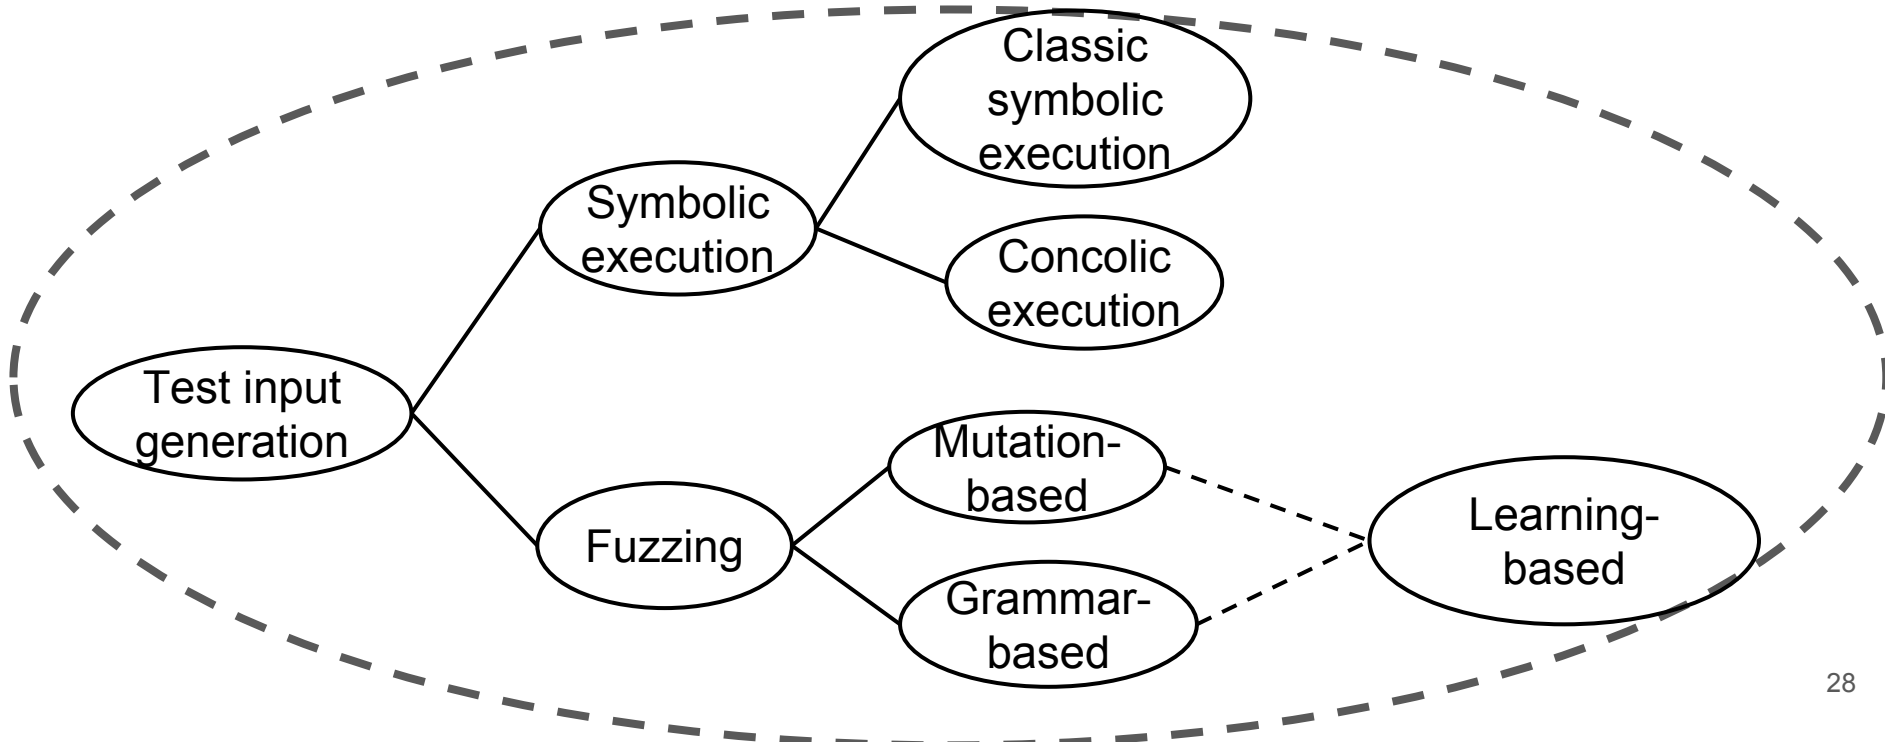 Classic
symbolic
execution
Symbolic
execution
Concolic
execution
Test input
generation
Mutation-
based
Fuzzing
Learning-
based
Grammar-
based
28